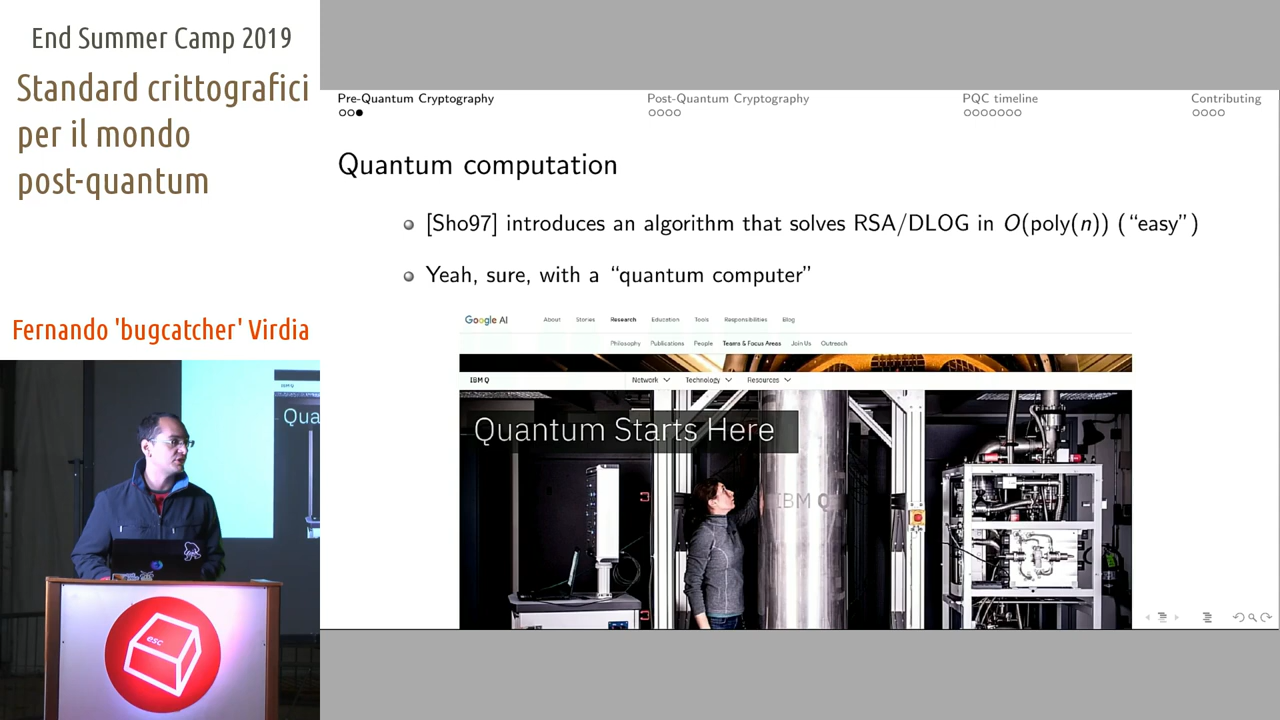 End Summer Camp 2019
Standard crittografici
per il mondo
post-quantum
Fernando 'bugcatcher' Virdia
Pre-Quantum Cryptography
Post-Quantum Cryptography
PQC timeline
Contributing
Quantum computation
[Sho97] introduces an algorithm that solves RSA/DLOG in O(poly(n)) (“easy”)
Yeah, sure, with a “quantum computer”
Google AI About Stories Research Education Tools Responsibilities Blog
Philosophy Publications People Teams & Focus Areas Join Us Outreach
IBM Q Network Technology Resources
Quantum Starts Here
IBM Q
Qua
esc